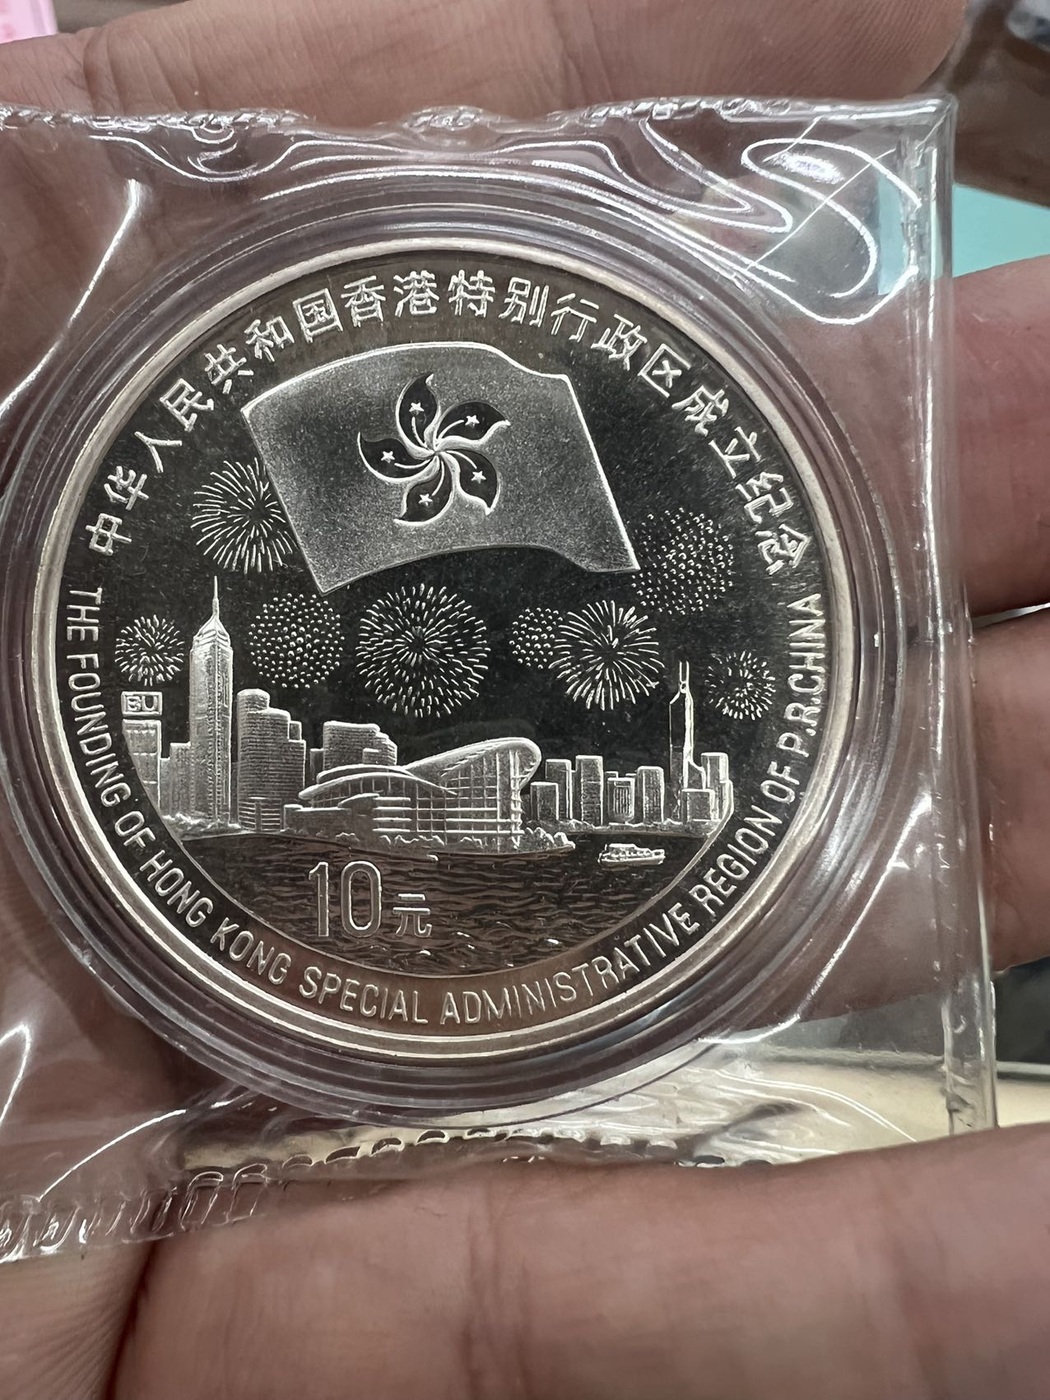 中华人民共和国香港特别行政区成立纪念
SU
10元
THE FOUNDING OF HONG KONG SPECIAL ADMINISTRATIVE REGION OF P.R.CHINA